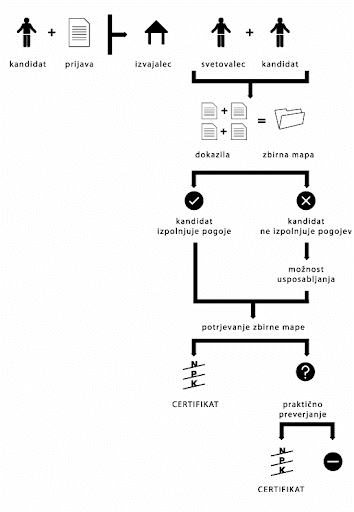 kandidat + prijava izvajalec svetovalec + kandidat
+
+ =
dokazila zbirna mapa
kandidat
izpolnjuje pogoje
kandidat
ne izpolnjuje pogojev
možnost
usposabljanja
potrjevanje zbirne mape
N
P
K
?
CERTIFIKAT
praktično
preverjanje
N
P
K
CERTIFIKAT